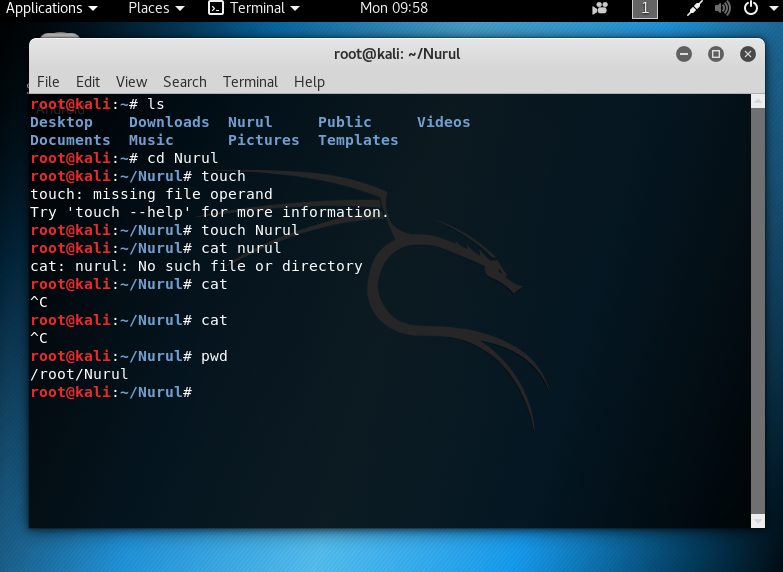 Applications Places Terminal Mon 09:58 1
root@kali: ~/Nurul
File Edit View Search Terminal Help
root@kali:~# ls
Desktop Downloads Nurul Public Videos
Documents Music Pictures Templates
root@kali:~# cd Nurul
root@kali:~/Nurul# touch
touch: missing file operand
Try 'touch --help' for more information.
root@kali:~/Nurul# touch Nurul
root@kali:~/Nurul# cat nurul
cat: nurul: No such file or directory
root@kali:~/Nurul# cat
^C
root@kali:~/Nurul# cat
^C
root@kali:~/Nurul# pwd
/root/Nurul
root@kali:~/Nurul#